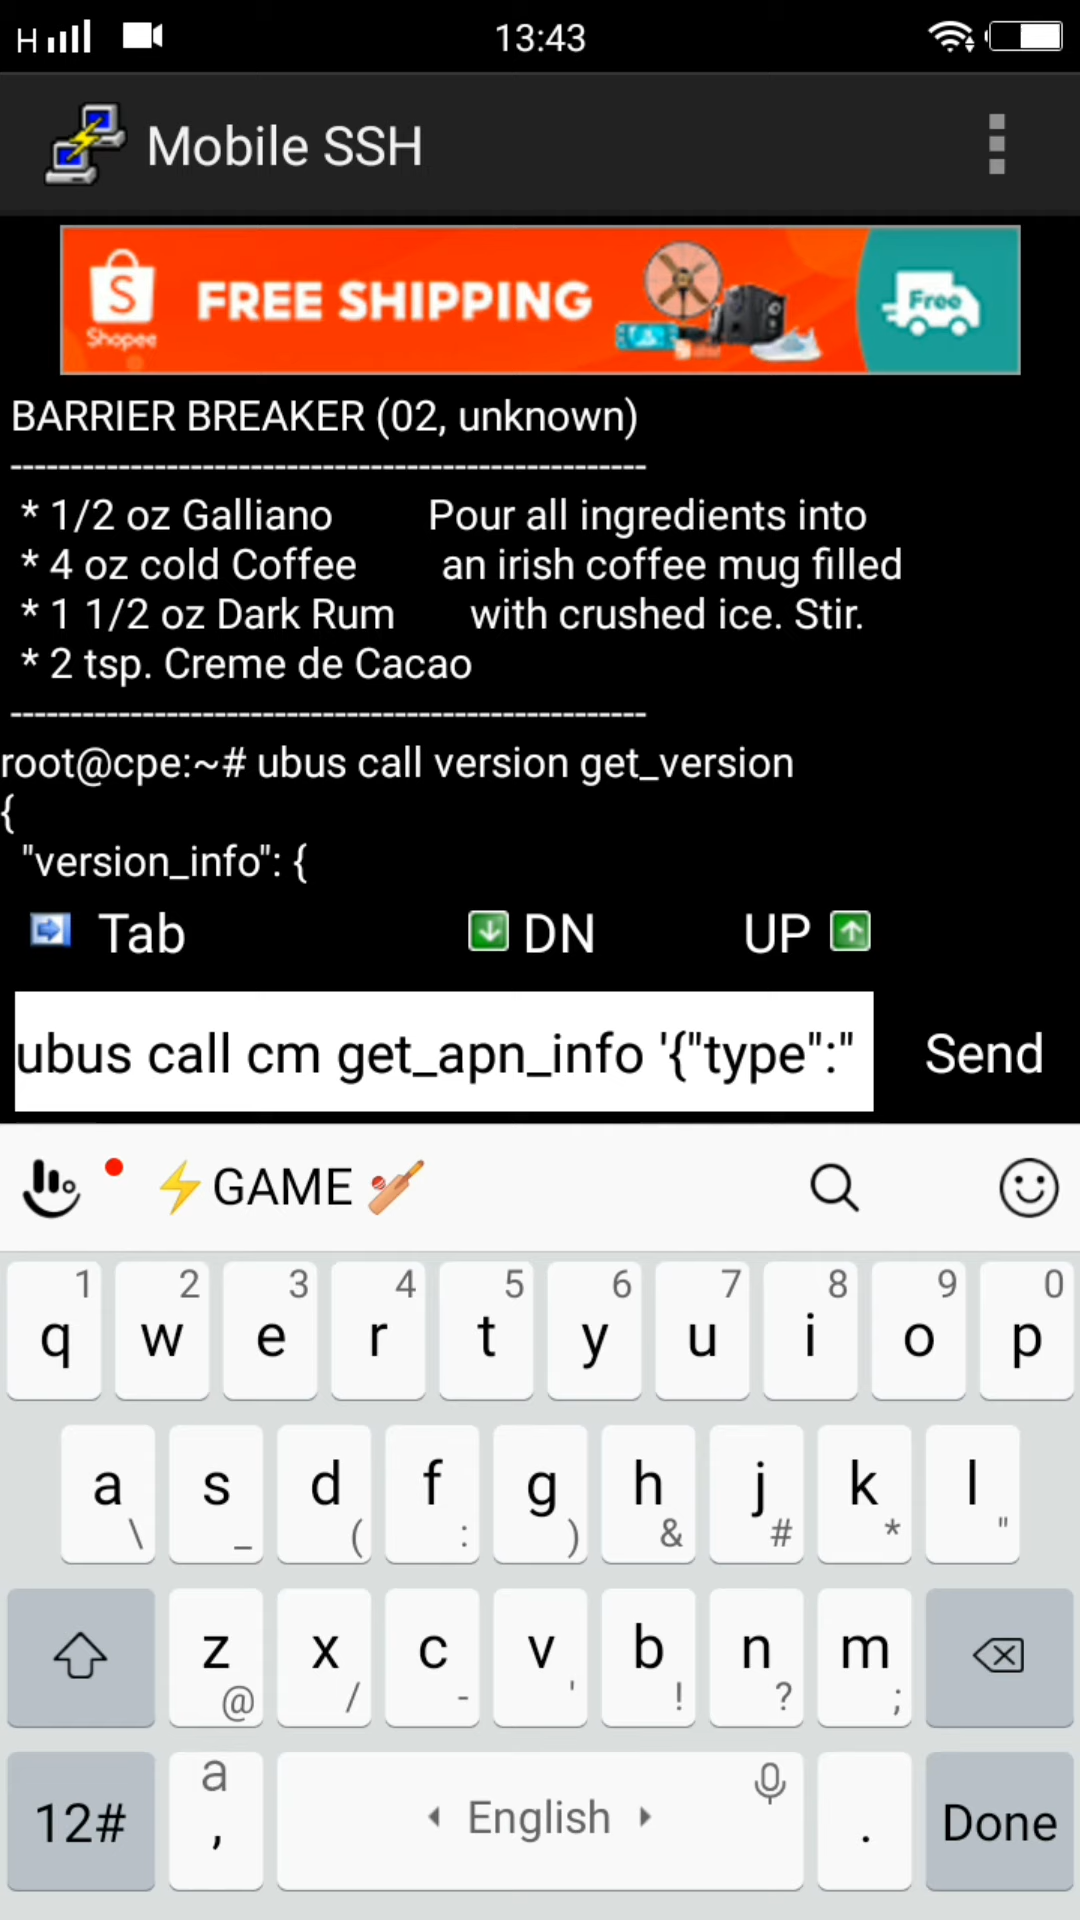 H 13:43
Mobile SSH
S Shopee FREE SHIPPING Free
BARRIER BREAKER (02, unknown)
-----------------------------------------------------
* 1/2 oz Galliano Pour all ingredients into
* 4 oz cold Coffee an irish coffee mug filled
* 1 1/2 oz Dark Rum with crushed ice. Stir.
* 2 tsp. Creme de Cacao
-----------------------------------------------------
root@cpe:~# ubus call version get_version
{
"version_info": {
Tab DN UP
ubus call cm get_apn_info '{"type":" Send
GAME
1 2 3 4 5 6 7 8 9 0
q w e r t y u i o p
a s d f g h j k l
\ _ ( : ) & # * "
z x c v b n m
@ / - ' ! ? ;
12# a , English . Done